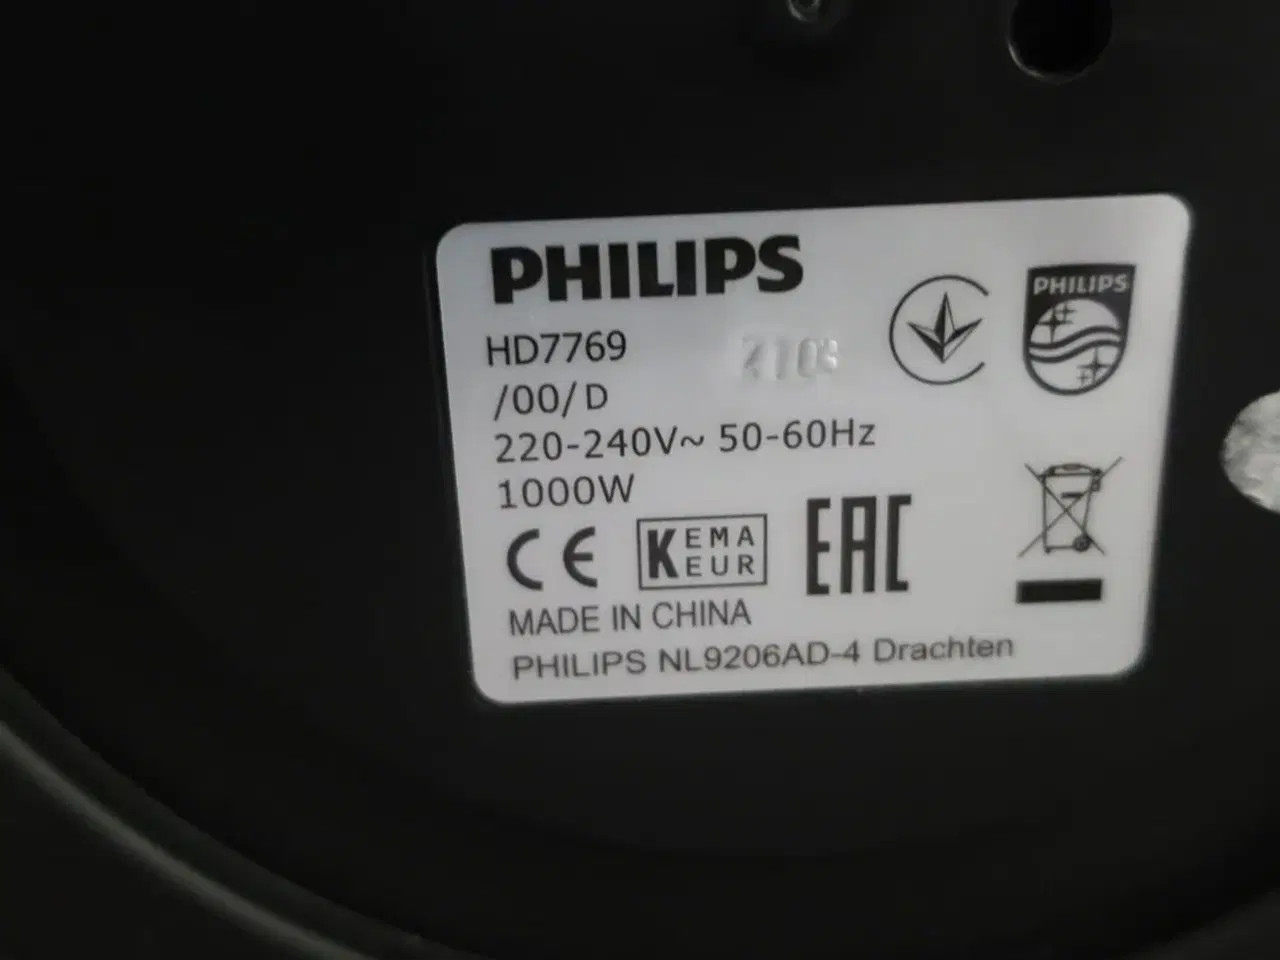 PHILIPS
HD7769
/00/D
220-240V~ 50-60Hz
1000W
PHILIPS
CE
KEMA
EUR
EAC
MADE IN CHINA
PHILIPS NL9206AD-4 Drachten